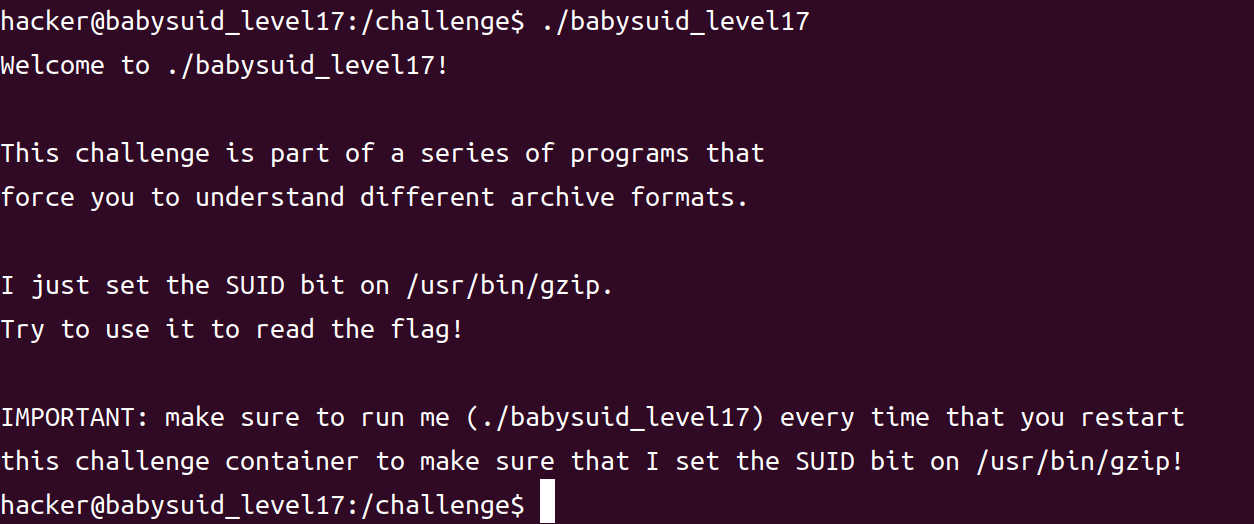 hacker@babysuid_level17:/challenge$ ./babysuid_level17
Welcome to ./babysuid_level17!
This challenge is part of a series of programs that
force you to understand different archive formats.
I just set the SUID bit on /usr/bin/gzip.
Try to use it to read the flag!
IMPORTANT: make sure to run me (./babysuid_level17) every time that you restart
this challenge container to make sure that I set the SUID bit on /usr/bin/gzip!
hacker@babysuid_level17:/challenge$